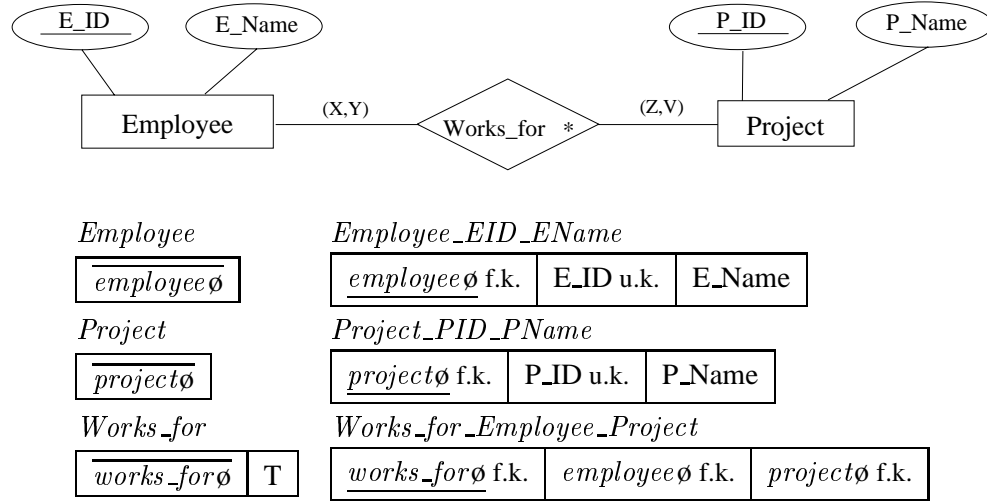 E_ID E_Name P_ID P_Name
Employee (X,Y) Works_for * (Z,V) Project
Employee Employee_EID_EName
employeeø employeeø f.k. E_ID u.k. E_Name
Project Project_PID_PName
projectø projectø f.k. P_ID u.k. P_Name
Works_for Works_for_Employee_Project
works_forø T works_forø f.k. employeeø f.k. projectø f.k.